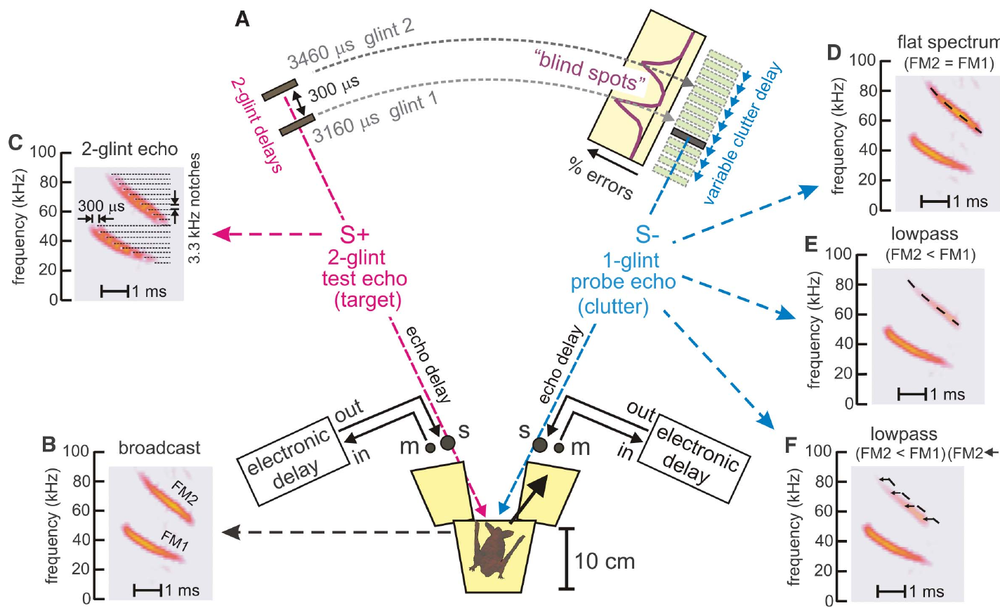 A
3460 μs glint 2
300 μs
3160 μs glint 1
2-glint delays
"blind spots"
% errors
variable clutter delay
S+
2-glint
test echo
(target)
S-
1-glint
probe echo
(clutter)
echo delay
echo delay
electronic
delay
out
in
m
s
s
m
out
in
electronic
delay
10 cm
B
broadcast
frequency (kHz)
100
80
60
40
20
0
FM2
FM1
1 ms
C
2-glint echo
frequency (kHz)
100
80
60
40
20
0
300 μs
3.3 kHz notches
1 ms
D
flat spectrum
(FM2 = FM1)
frequency (kHz)
100
80
60
40
20
0
1 ms
E
lowpass
(FM2 < FM1)
frequency (kHz)
100
80
60
40
20
0
1 ms
F
lowpass
(FM2 < FM1) (FM2
frequency (kHz)
100
80
60
40
20
0
1 ms